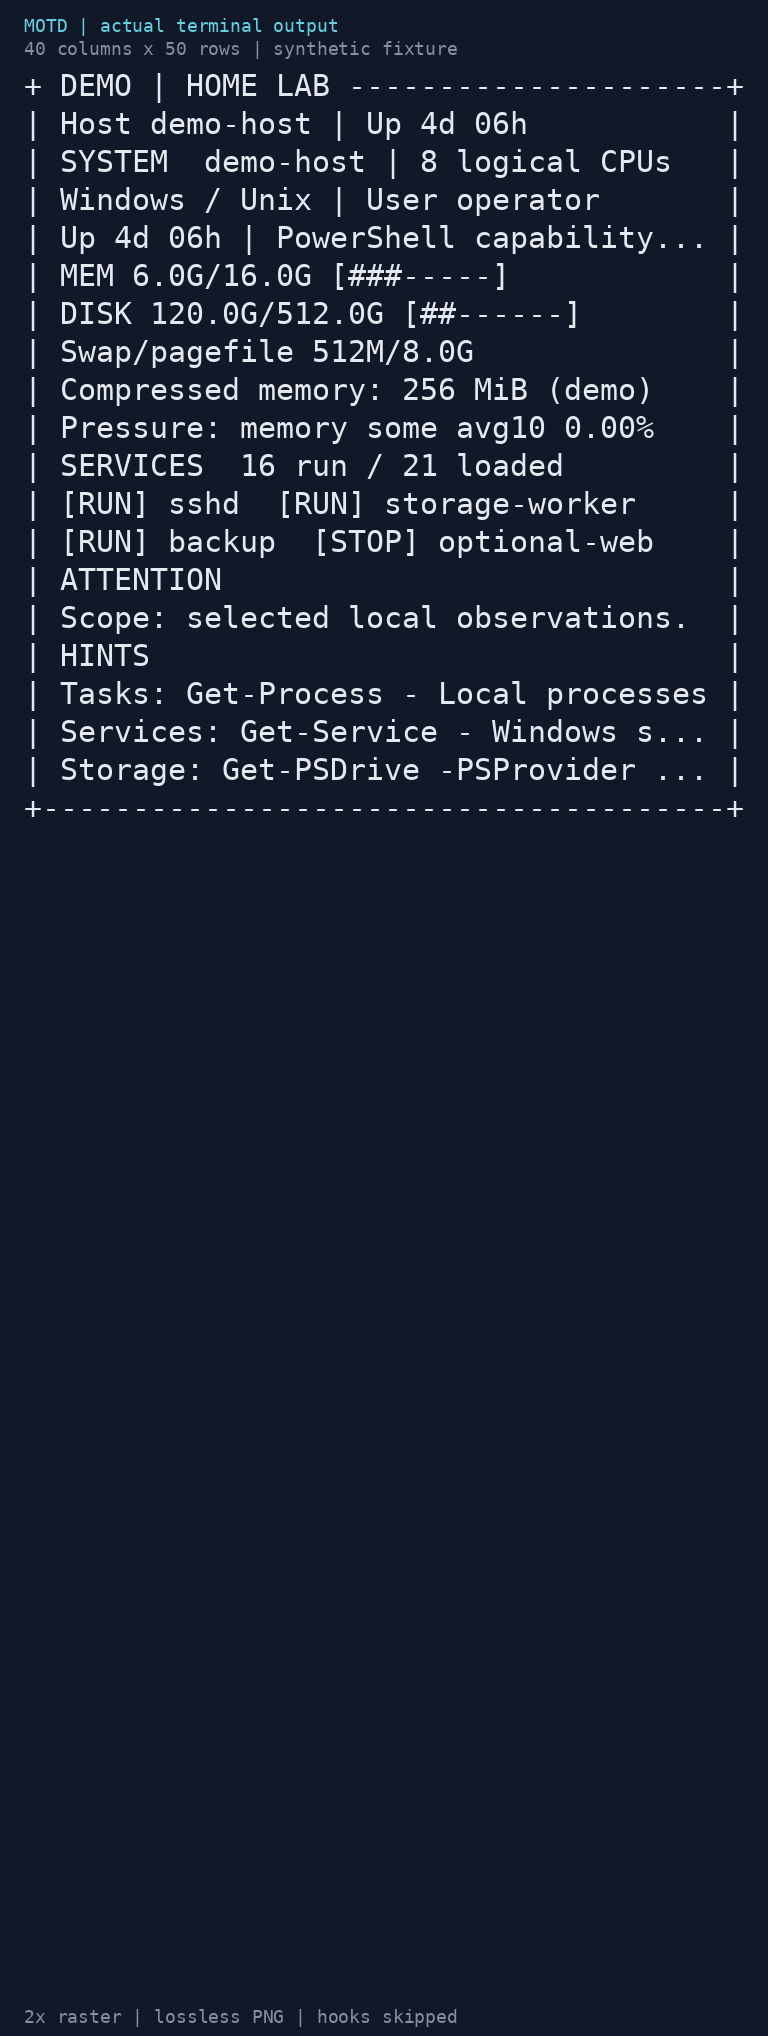 MOTD | actual terminal output
40 columns x 50 rows | synthetic fixture
+ DEMO | HOME LAB ---------------------+
| Host demo-host | Up 4d 06h           |
| SYSTEM  demo-host | 8 logical CPUs   |
| Windows / Unix | User operator       |
| Up 4d 06h | PowerShell capability... |
| MEM 6.0G/16.0G [###-----]            |
| DISK 120.0G/512.0G [##------]        |
| Swap/pagefile 512M/8.0G              |
| Compressed memory: 256 MiB (demo)    |
| Pressure: memory some avg10 0.00%    |
| SERVICES  16 run / 21 loaded         |
| [RUN] sshd  [RUN] storage-worker     |
| [RUN] backup  [STOP] optional-web    |
| ATTENTION                            |
| Scope: selected local observations.  |
| HINTS                                |
| Tasks: Get-Process - Local processes |
| Services: Get-Service - Windows s... |
| Storage: Get-PSDrive -PSProvider ... |
+--------------------------------------+
2x raster | lossless PNG | hooks skipped